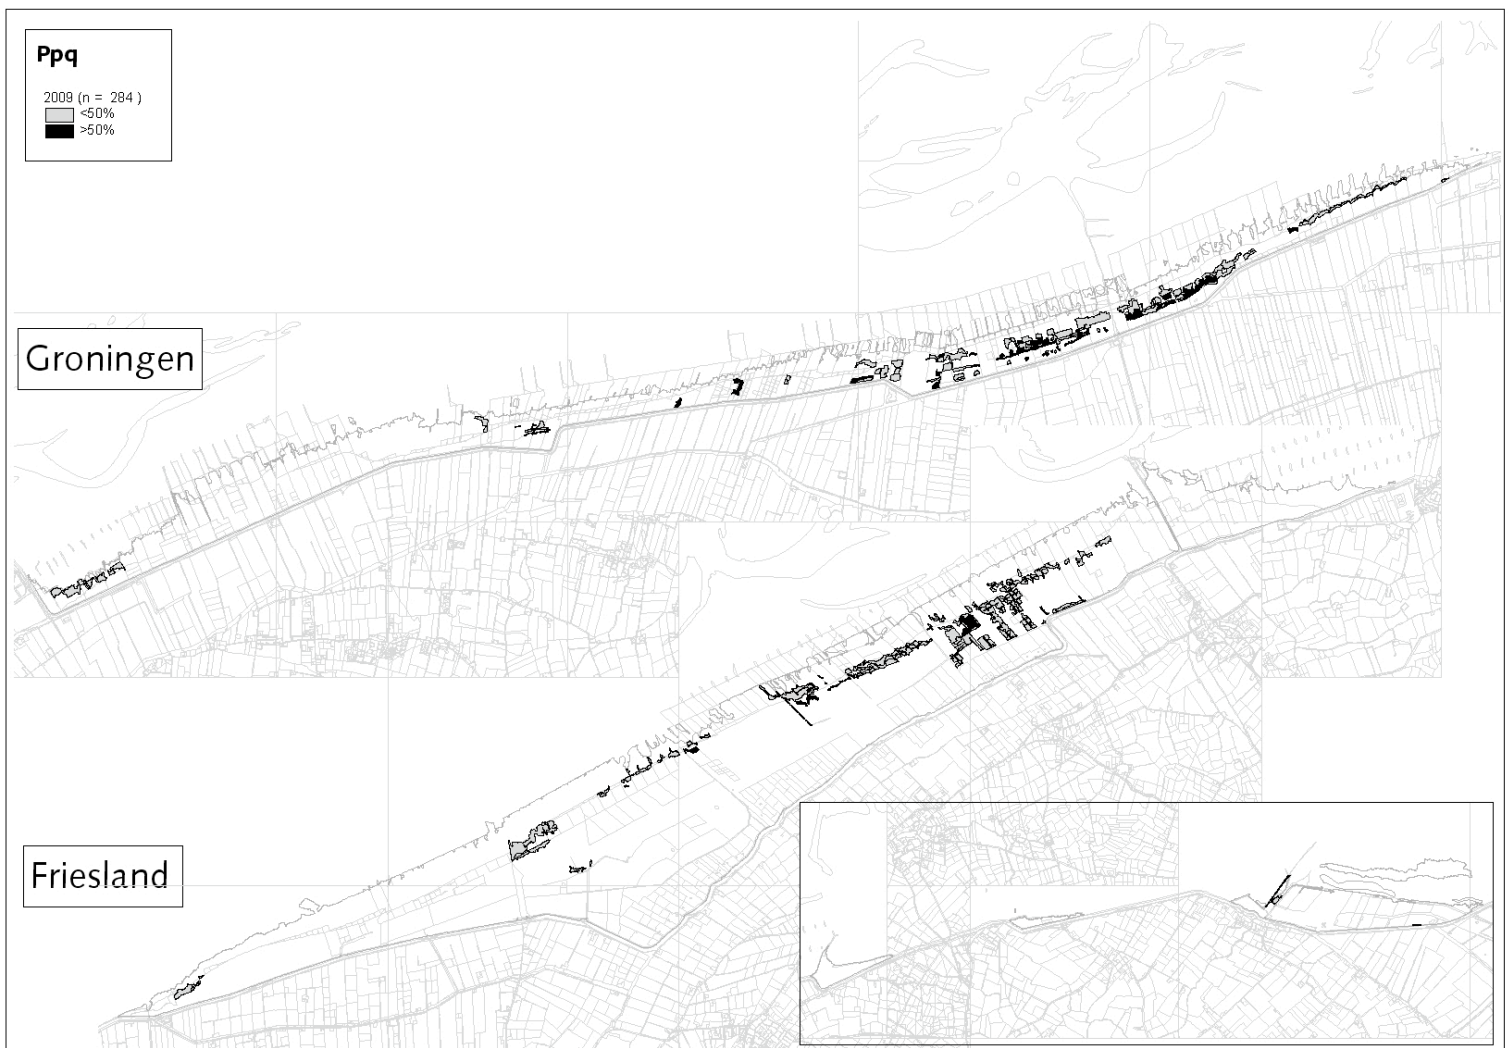 Ppq
2009 (n = 284 )
<50%
>50%
Groningen
Friesland